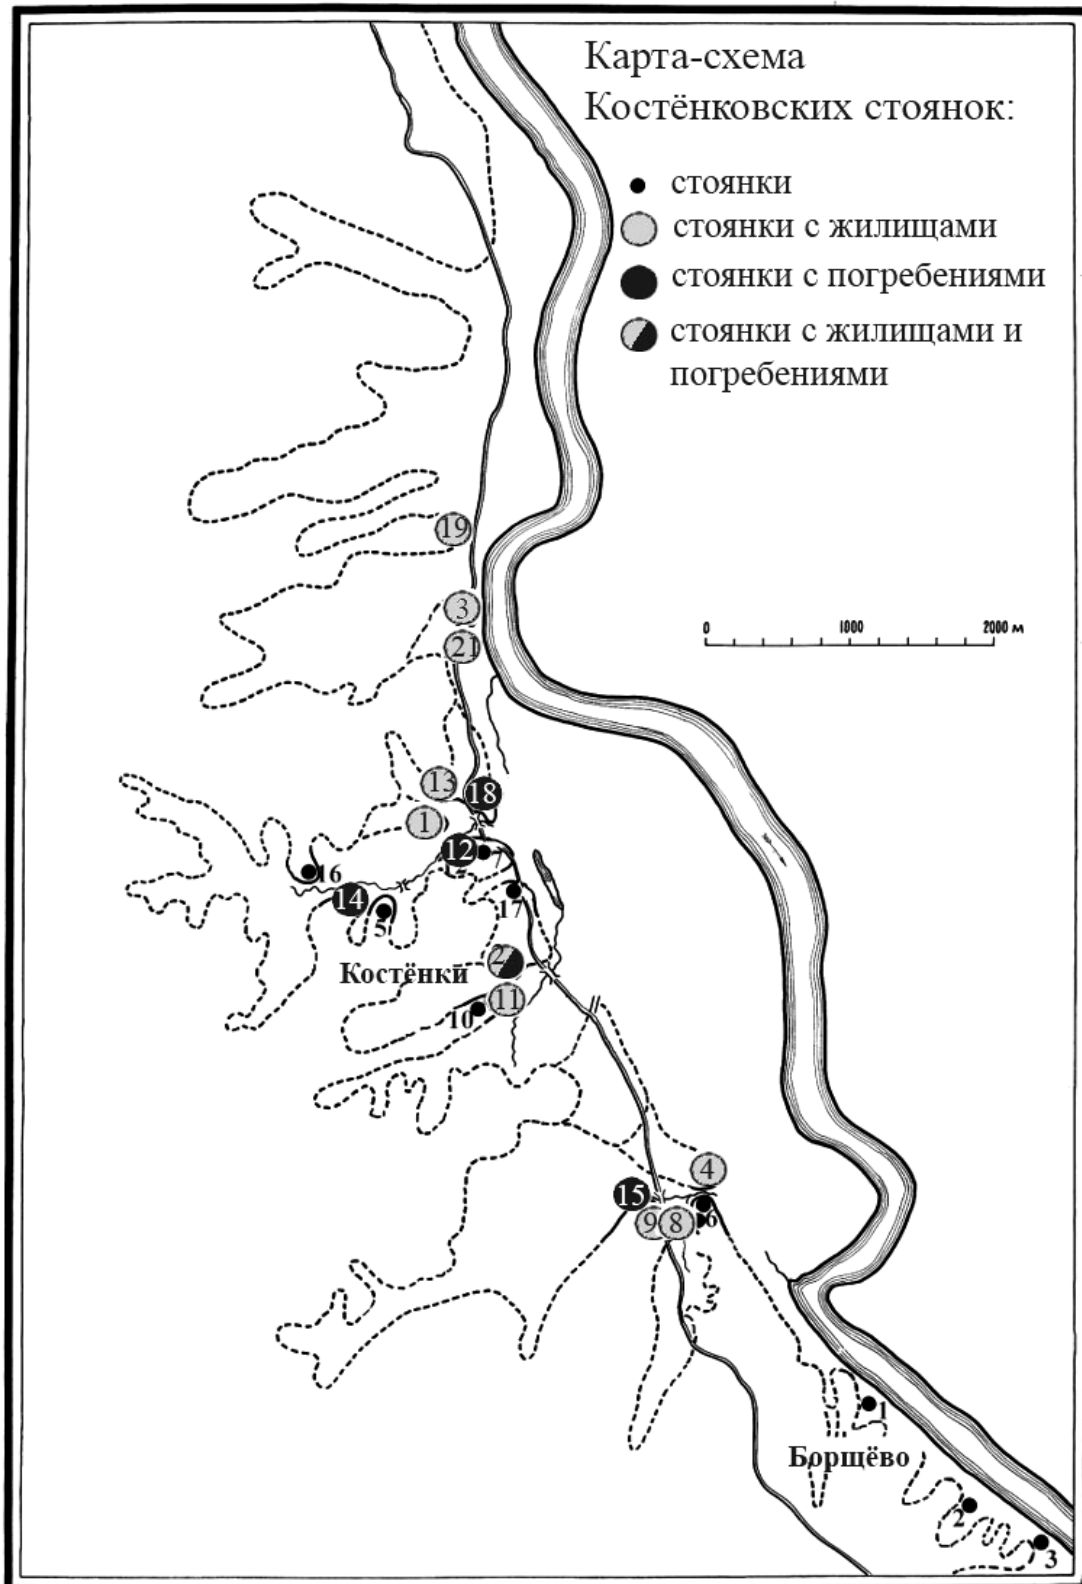 Карта-схема
Костёнковских стоянок:
стоянки
стоянки с жилищами
стоянки с погребениями
стоянки с жилищами и
погребениями
19
3
0 1000 2000 м
21
13
18
1
12
7
16
14
5
17
2
Костёнки
11
10
4
15
9 8 6
1
Борщёво
2
3